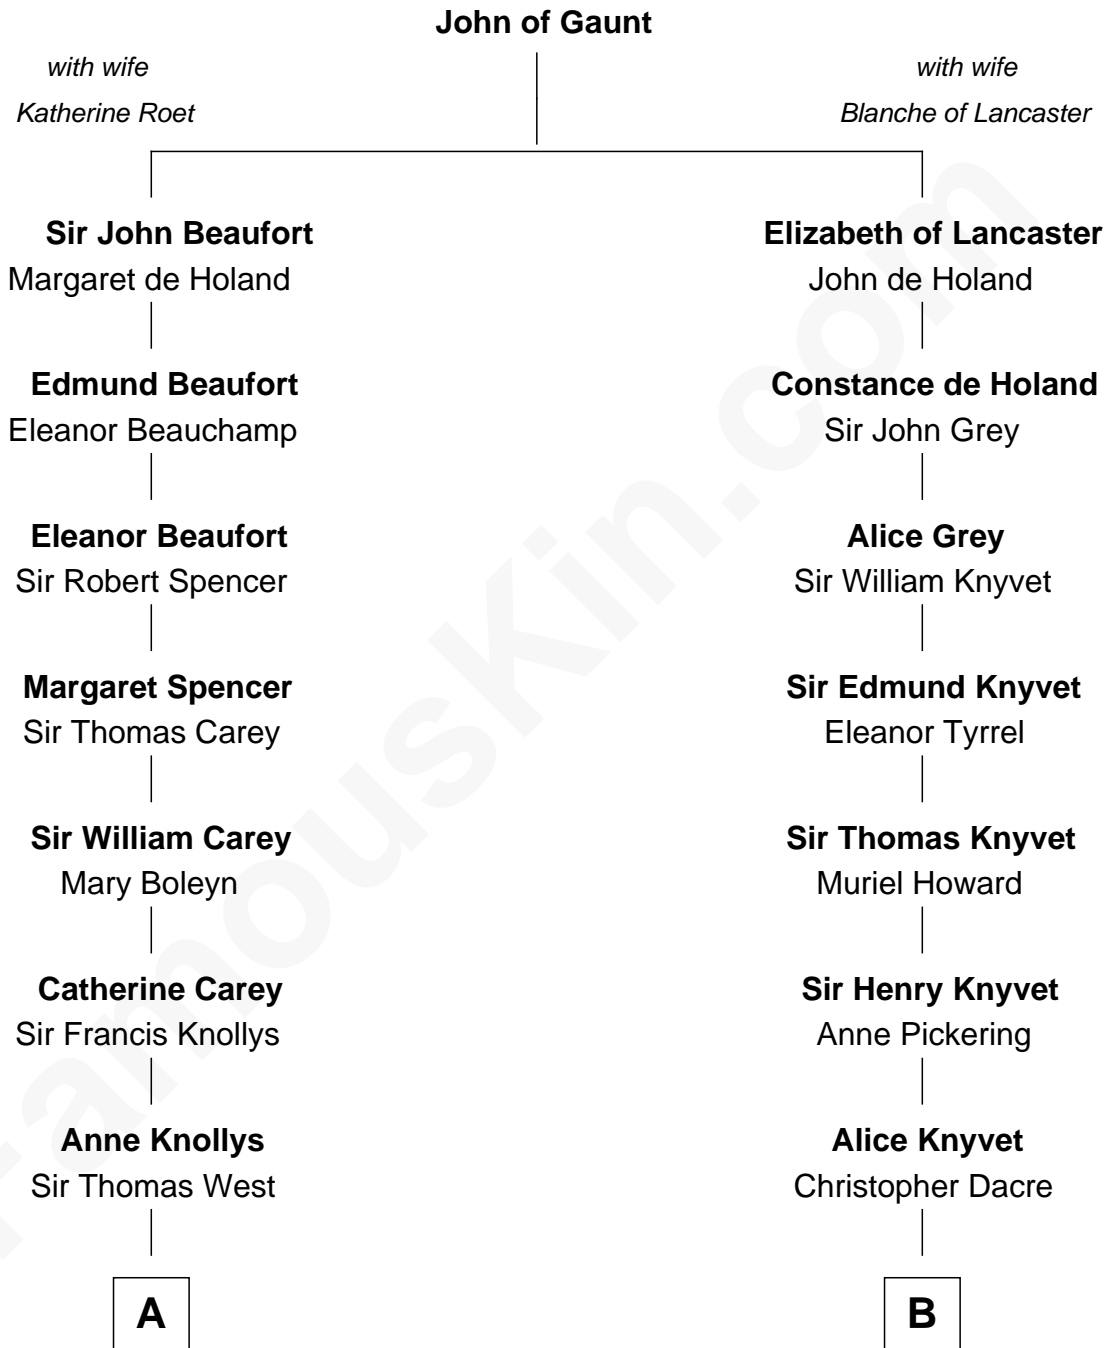 John of Gaunt
with wife
Katherine Roet
with wife
Blanche of Lancaster
Sir John Beaufort
Margaret de Holand
Elizabeth of Lancaster
John de Holand
Edmund Beaufort
Eleanor Beauchamp
Constance de Holand
Sir John Grey
Eleanor Beaufort
Sir Robert Spencer
Alice Grey
Sir William Knyvet
Margaret Spencer
Sir Thomas Carey
Sir Edmund Knyvet
Eleanor Tyrrel
Sir William Carey
Mary Boleyn
Sir Thomas Knyvet
Muriel Howard
Catherine Carey
Sir Francis Knollys
Sir Henry Knyvet
Anne Pickering
Anne Knollys
Sir Thomas West
Alice Knyvet
Christopher Dacre
A
B
FamousKin.com